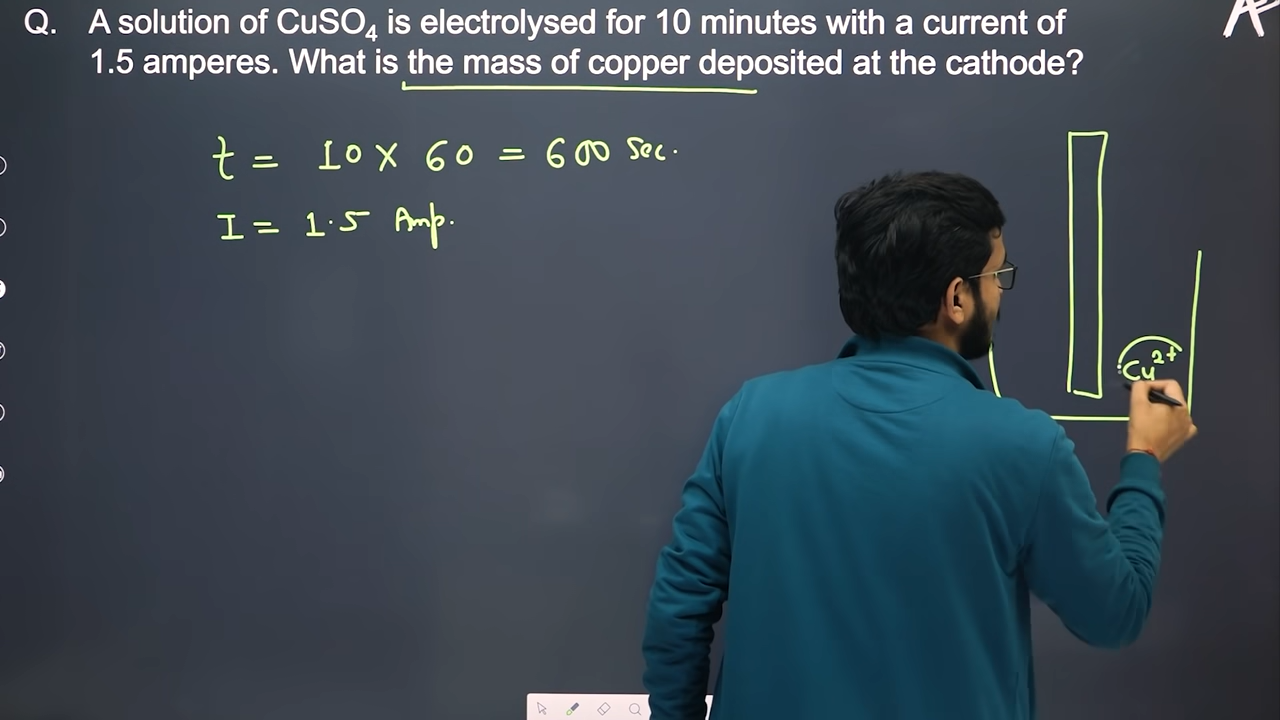 Q. A solution of CuSO₄ is electrolysed for 10 minutes with a current of
1.5 amperes. What is the mass of copper deposited at the cathode?
t = 10 × 60 = 600 Sec.
I = 1.5 Amp.
Cu²⁺